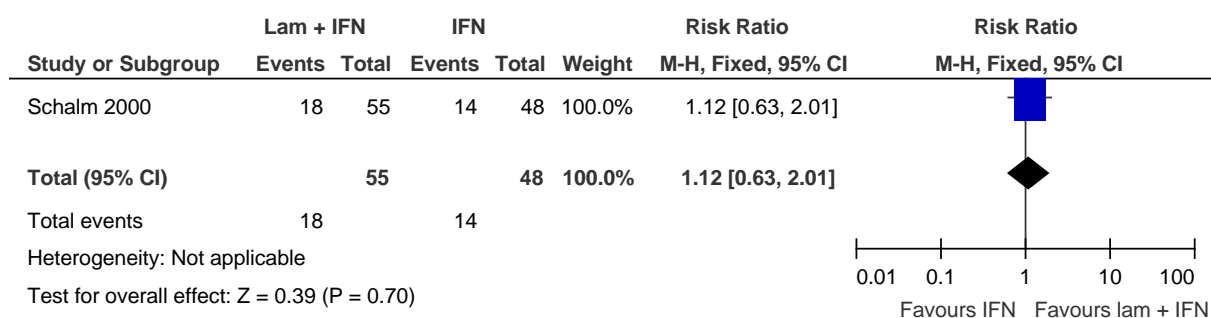 Lam + IFN IFN Risk Ratio Risk Ratio
Study or Subgroup Events Total Events Total Weight M-H, Fixed, 95% CI M-H, Fixed, 95% CI
Schalm 2000 18 55 14 48 100.0% 1.12 [0.63, 2.01]
Total (95% CI) 55 48 100.0% 1.12 [0.63, 2.01]
Total events 18 14
Heterogeneity: Not applicable
Test for overall effect: Z = 0.39 (P = 0.70)
0.01 0.1 1 10 100
Favours IFN Favours lam + IFN